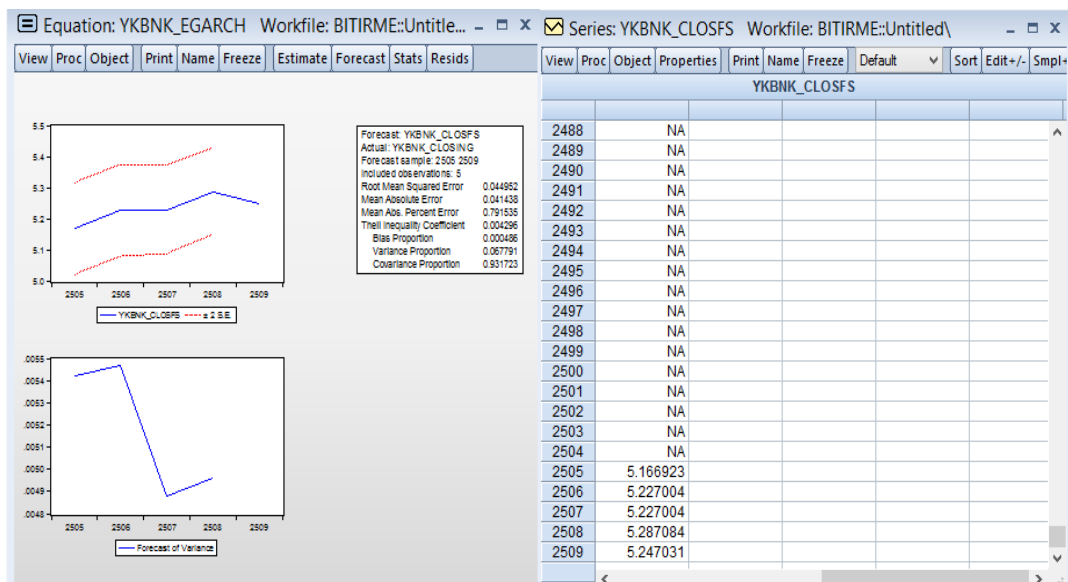 Equation: YKBNK_EGARCH Workfile: BITIRME::Untitle...
View Proc Object Print Name Freeze Estimate Forecast Stats Resids
5.5
5.4
5.3
5.2
5.1
5.0
2505 2506 2507 2508 2509
YKBNK_CLOSFS ± 2 S.E.
Forecast: YKBNK_CLOSFS
Actual: YKBNK_CLOSING
Forecast sample: 2505 2509
Included observations: 5
Root Mean Squared Error 0.044952
Mean Absolute Error 0.041438
Mean Abs. Percent Error 0.791535
Theil Inequality Coefficient 0.004296
Bias Proportion 0.000486
Variance Proportion 0.067791
Covariance Proportion 0.931723
.0055
.0054
.0053
.0052
.0051
.0050
.0049
.0048
2505 2506 2507 2508 2509
Forecast of Variance
Series: YKBNK_CLOSFS Workfile: BITIRME::Untitled\
View Proc Object Properties Print Name Freeze Default Sort Edit+/- Smpl+
YKBNK_CLOSFS
2488 NA
2489 NA
2490 NA
2491 NA
2492 NA
2493 NA
2494 NA
2495 NA
2496 NA
2497 NA
2498 NA
2499 NA
2500 NA
2501 NA
2502 NA
2503 NA
2504 NA
2505 5.166923
2506 5.227004
2507 5.227004
2508 5.287084
2509 5.247031